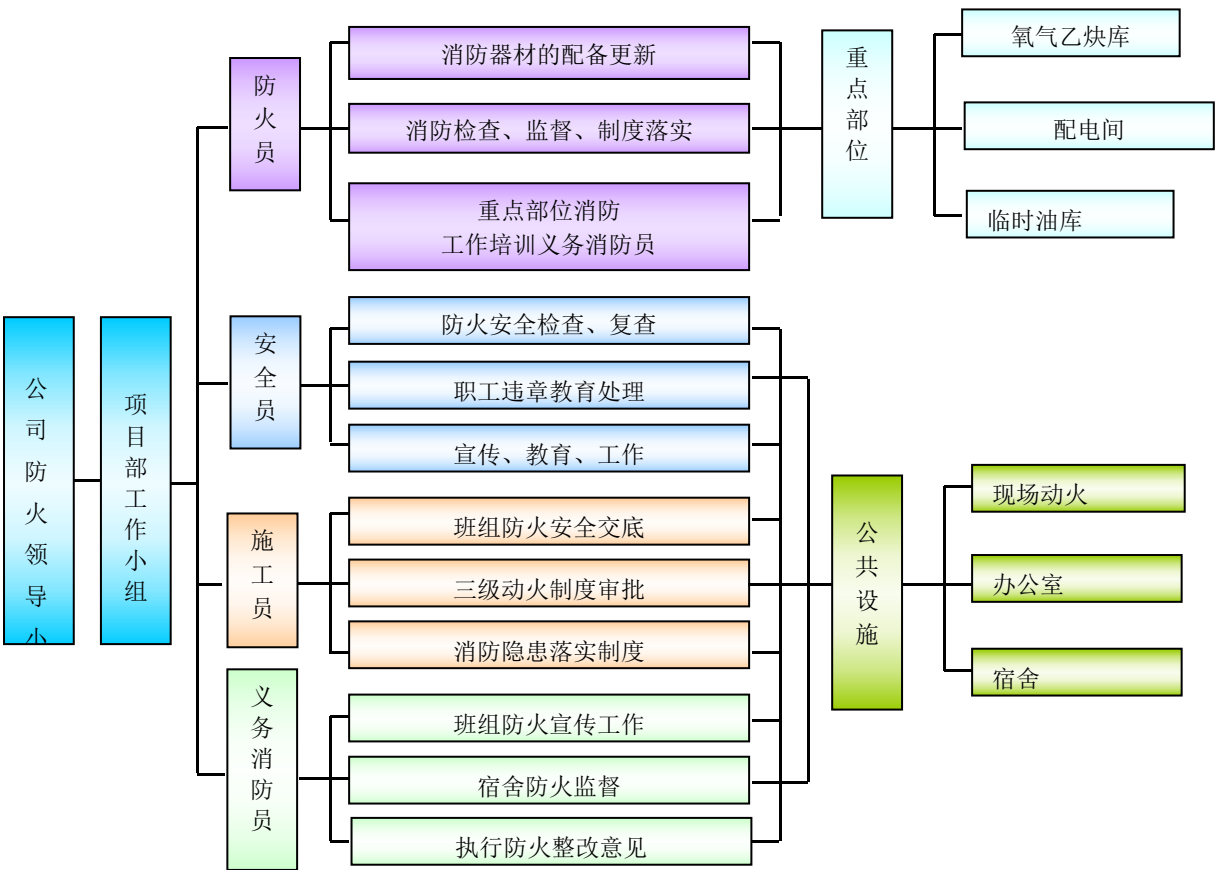 公司防火领导小
项目部工作小组
防火员
消防器材的配备更新
消防检查、监督、制度落实
重点部位消防
工作培训义务消防员
重点部位
氧气乙炔库
配电间
临时油库
安全员
防火安全检查、复查
职工违章教育处理
宣传、教育、工作
施工员
班组防火安全交底
三级动火制度审批
消防隐患落实制度
义务消防员
班组防火宣传工作
宿舍防火监督
执行防火整改意见
公共设施
现场动火
办公室
宿舍